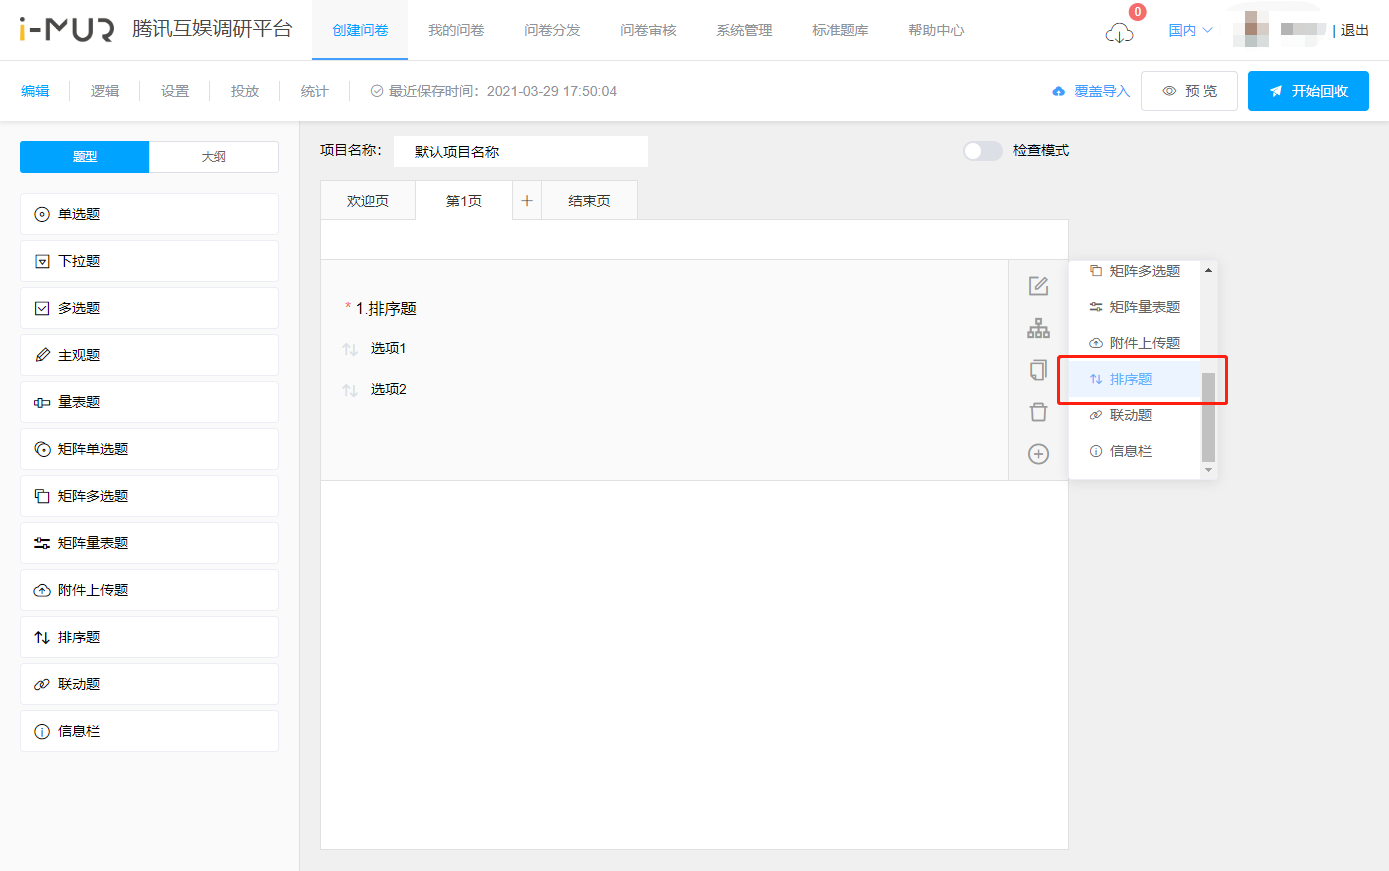 i-MUR 腾讯互娱调研平台 创建问卷 我的问卷 问卷分发 问卷审核 系统管理 标准题库 帮助中心 0 国内 | 退出
编辑 逻辑 设置 投放 统计 最近保存时间：2021-03-29 17:50:04 覆盖导入 预 览 开始回收
题型 大纲
单选题
下拉题
多选题
主观题
量表题
矩阵单选题
矩阵多选题
矩阵量表题
附件上传题
排序题
联动题
信息栏
项目名称： 默认项目名称 检查模式
欢迎页 第1页 + 结束页
* 1.排序题
选项1
选项2
矩阵多选题
矩阵量表题
附件上传题
排序题
联动题
信息栏